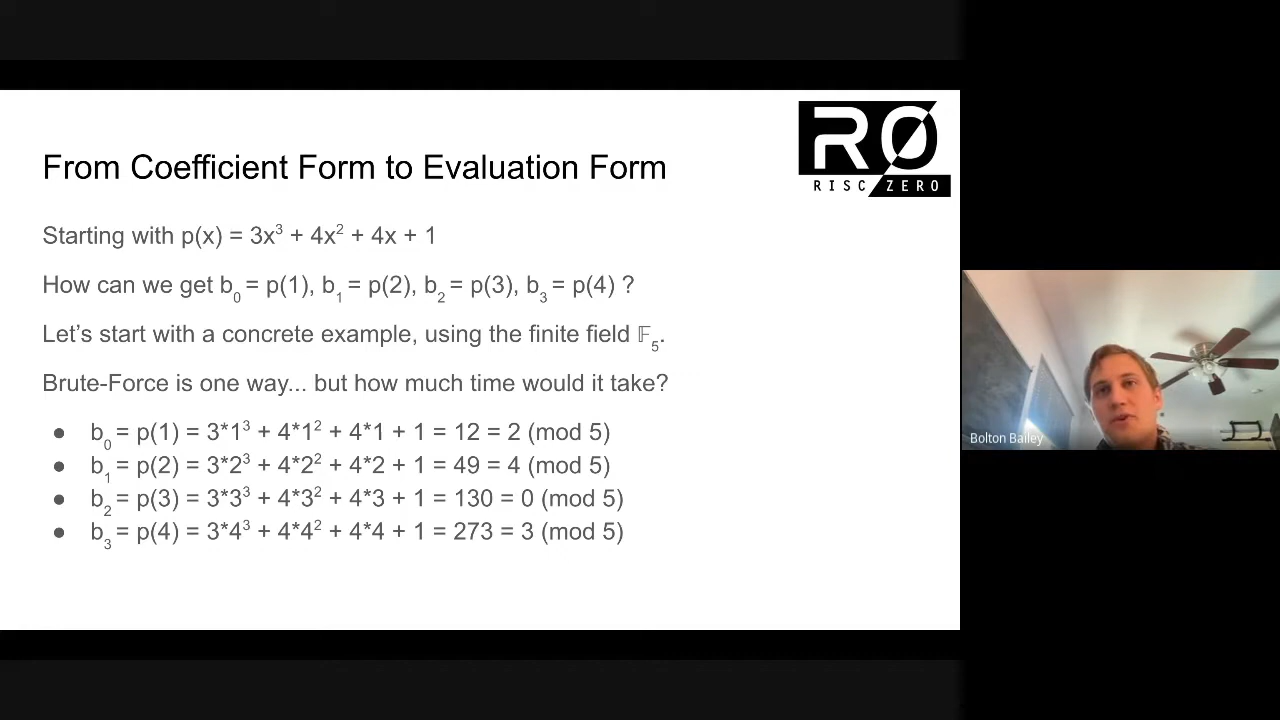 RØ
RISC ZERO
From Coefficient Form to Evaluation Form
Starting with p(x) = 3x³ + 4x² + 4x + 1
How can we get b₀ = p(1), b₁ = p(2), b₂ = p(3), b₃ = p(4) ?
Let’s start with a concrete example, using the finite field 𝔽₅.
Brute-Force is one way... but how much time would it take?
● b₀ = p(1) = 3*1³ + 4*1² + 4*1 + 1 = 12 = 2 (mod 5)
● b₁ = p(2) = 3*2³ + 4*2² + 4*2 + 1 = 49 = 4 (mod 5)
● b₂ = p(3) = 3*3³ + 4*3² + 4*3 + 1 = 130 = 0 (mod 5)
● b₃ = p(4) = 3*4³ + 4*4² + 4*4 + 1 = 273 = 3 (mod 5)
Bolton Bailey